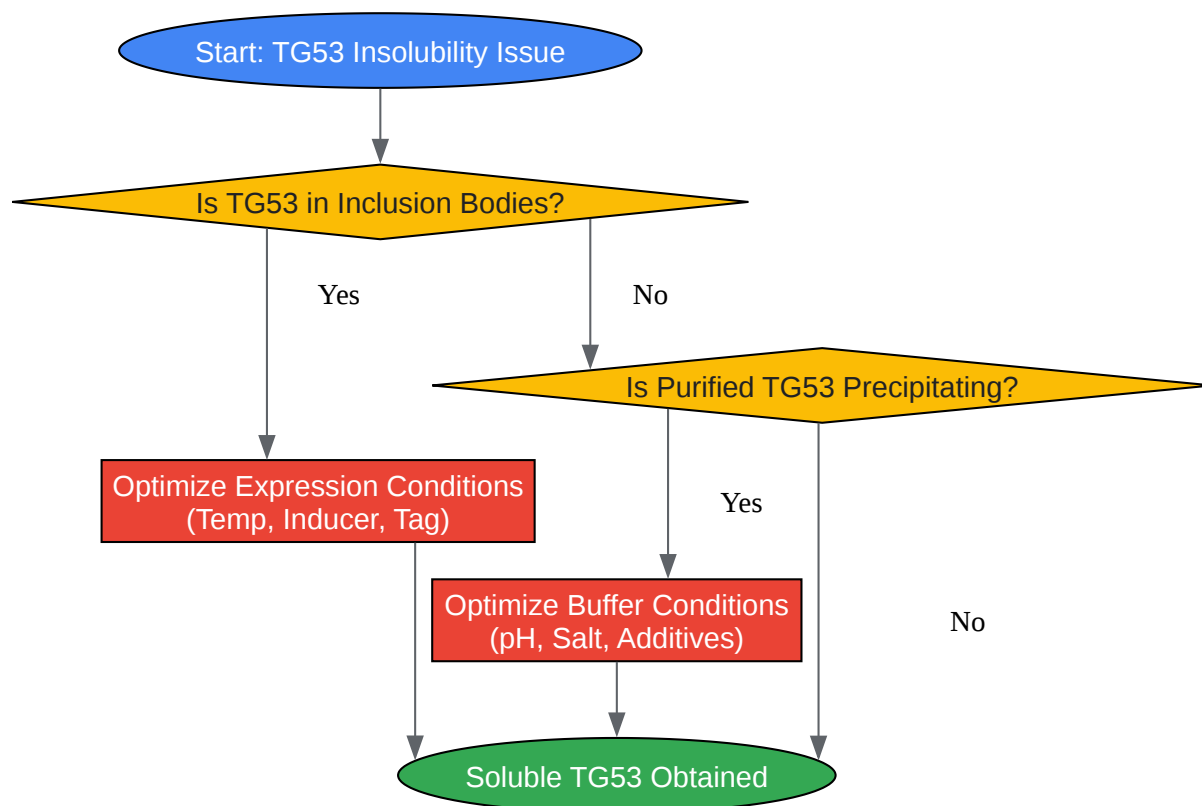 Start: TG53 Insolubility Issue
Is TG53 in Inclusion Bodies?
Yes
No
Is Purified TG53 Precipitating?
Optimize Expression Conditions
(Temp, Inducer, Tag)
Yes
Optimize Buffer Conditions
(pH, Salt, Additives)
No
Soluble TG53 Obtained